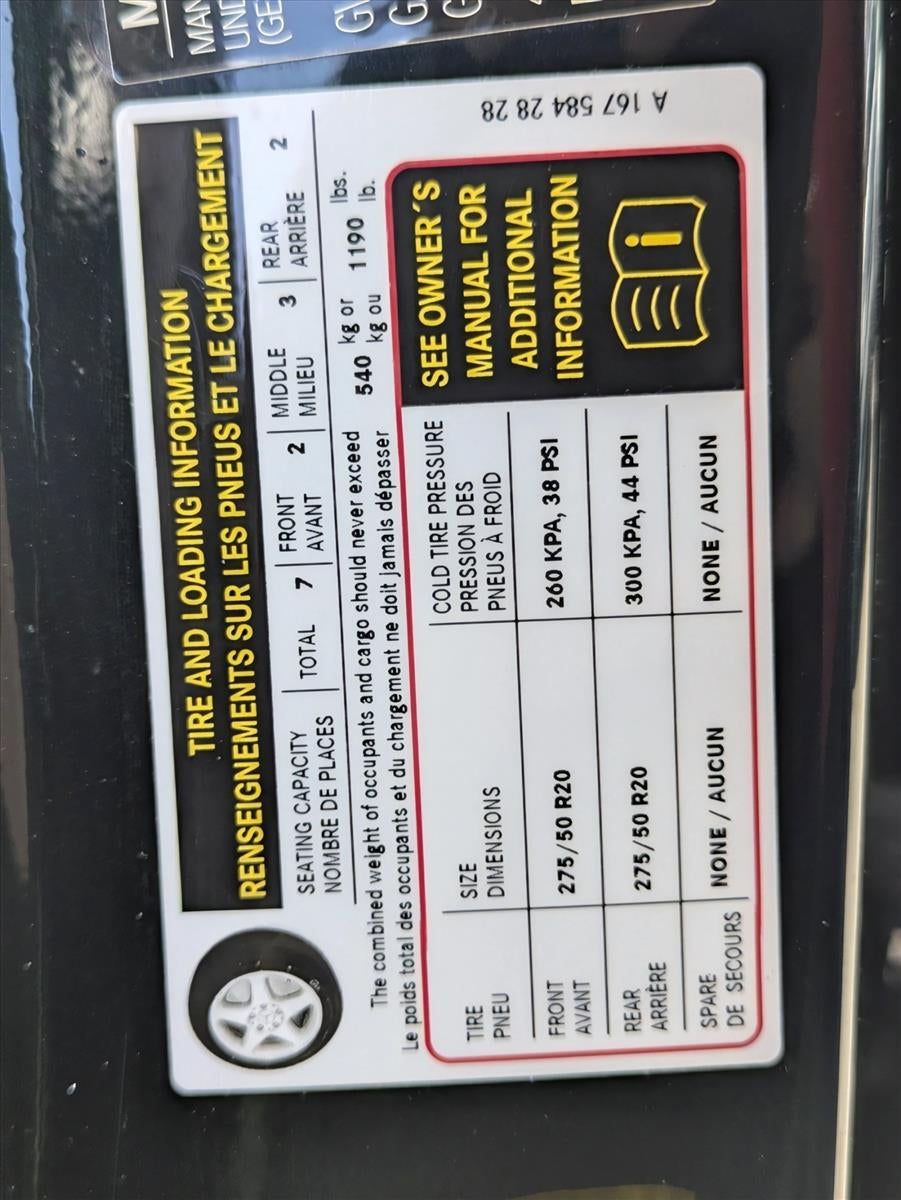 TIRE AND LOADING INFORMATION
RENSEIGNEMENTS SUR LES PNEUS ET LE CHARGEMENT
SEATING CAPACITY TOTAL 7 FRONT 2 MIDDLE 3 REAR 2
NOMBRE DE PLACES AVANT MILIEU ARRIÈRE
The combined weight of occupants and cargo should never exceed 540 kg or 1190 lbs.
Le poids total des occupants et du chargement ne doit jamais dépasser kg ou lb.
TIRE SIZE COLD TIRE PRESSURE
PNEU DIMENSIONS PRESSION DES
PNEUS À FROID
FRONT 275/50 R20 260 KPA, 38 PSI
AVANT
REAR 275/50 R20 300 KPA, 44 PSI
ARRIÈRE
SPARE NONE / AUCUN NONE / AUCUN
DE SECOURS
SEE OWNER´S
MANUAL FOR
ADDITIONAL
INFORMATION
A 167 584 28 28
MAN
UND
(GE